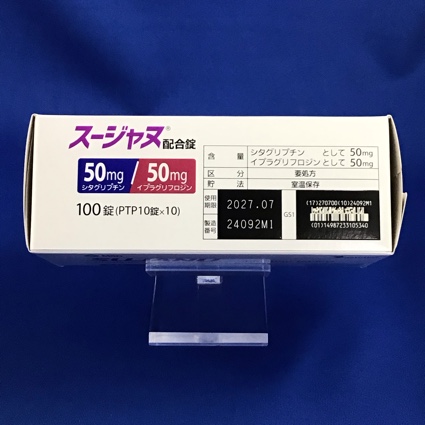 スージャヌ®配合錠
50mg / 50mg
シタグリプチン イプラグリフロジン
100錠(PTP10錠×10)
含量 シタグリプチン として 50mg
イプラグリフロジン として 50mg
区分 要処方
貯法 室温保存
使用期限 2027.07
製造番号 24092M1
GS1
(17)270700(10)24092M1
(01)14987233105340